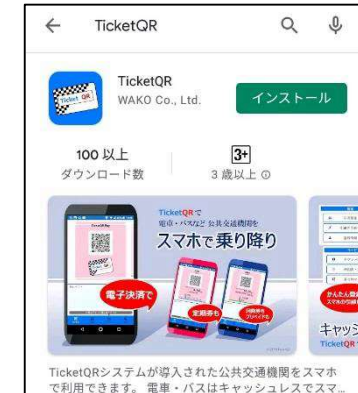 TicketQR
Ticket QR
TicketQR
WAKO Co., Ltd.
インストール
100 以上
ダウンロード数
3+
3 歳以上
TicketQRで
電車・バスなど 公共交通機関を
スマホで乗り降り
電子決済で
定期券も
キャッシ
TicketQR
TicketQRシステムが導入された公共交通機関をスマホ
で利用できます。 電車・バスはキャッシュレスでスマ...